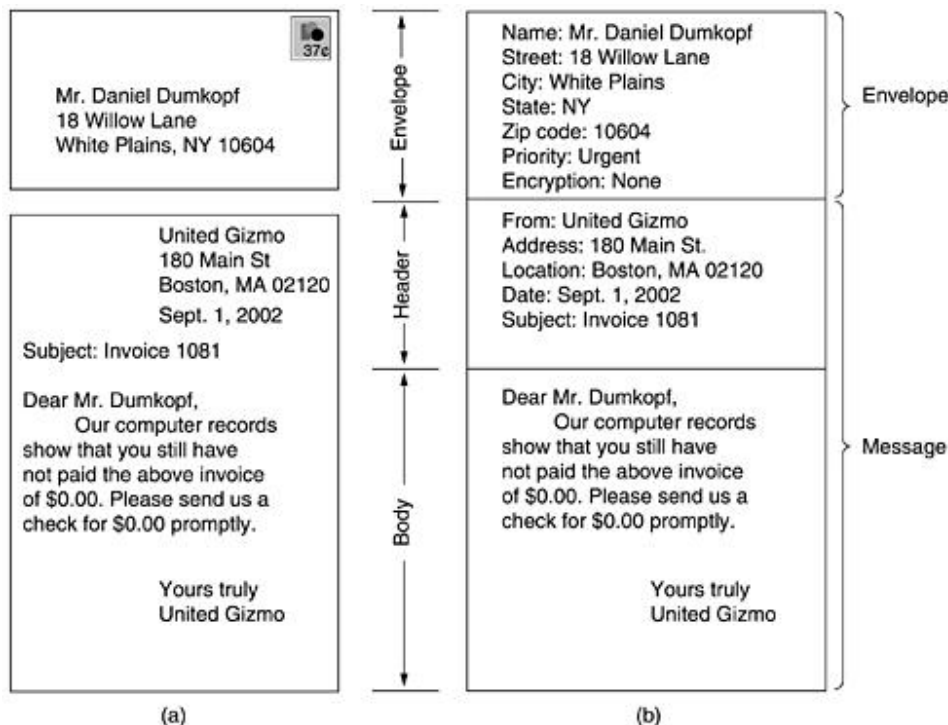 37¢
Mr. Daniel Dumkopf
18 Willow Lane
White Plains, NY 10604
United Gizmo
180 Main St
Boston, MA 02120
Sept. 1, 2002
Subject: Invoice 1081
Dear Mr. Dumkopf,
Our computer records
show that you still have
not paid the above invoice
of $0.00. Please send us a
check for $0.00 promptly.
Yours truly
United Gizmo
(a)
Envelope
Header
Body
Name: Mr. Daniel Dumkopf
Street: 18 Willow Lane
City: White Plains
State: NY
Zip code: 10604
Priority: Urgent
Encryption: None
From: United Gizmo
Address: 180 Main St.
Location: Boston, MA 02120
Date: Sept. 1, 2002
Subject: Invoice 1081
Dear Mr. Dumkopf,
Our computer records
show that you still have
not paid the above invoice
of $0.00. Please send us a
check for $0.00 promptly.
Yours truly
United Gizmo
(b)
Envelope
Message